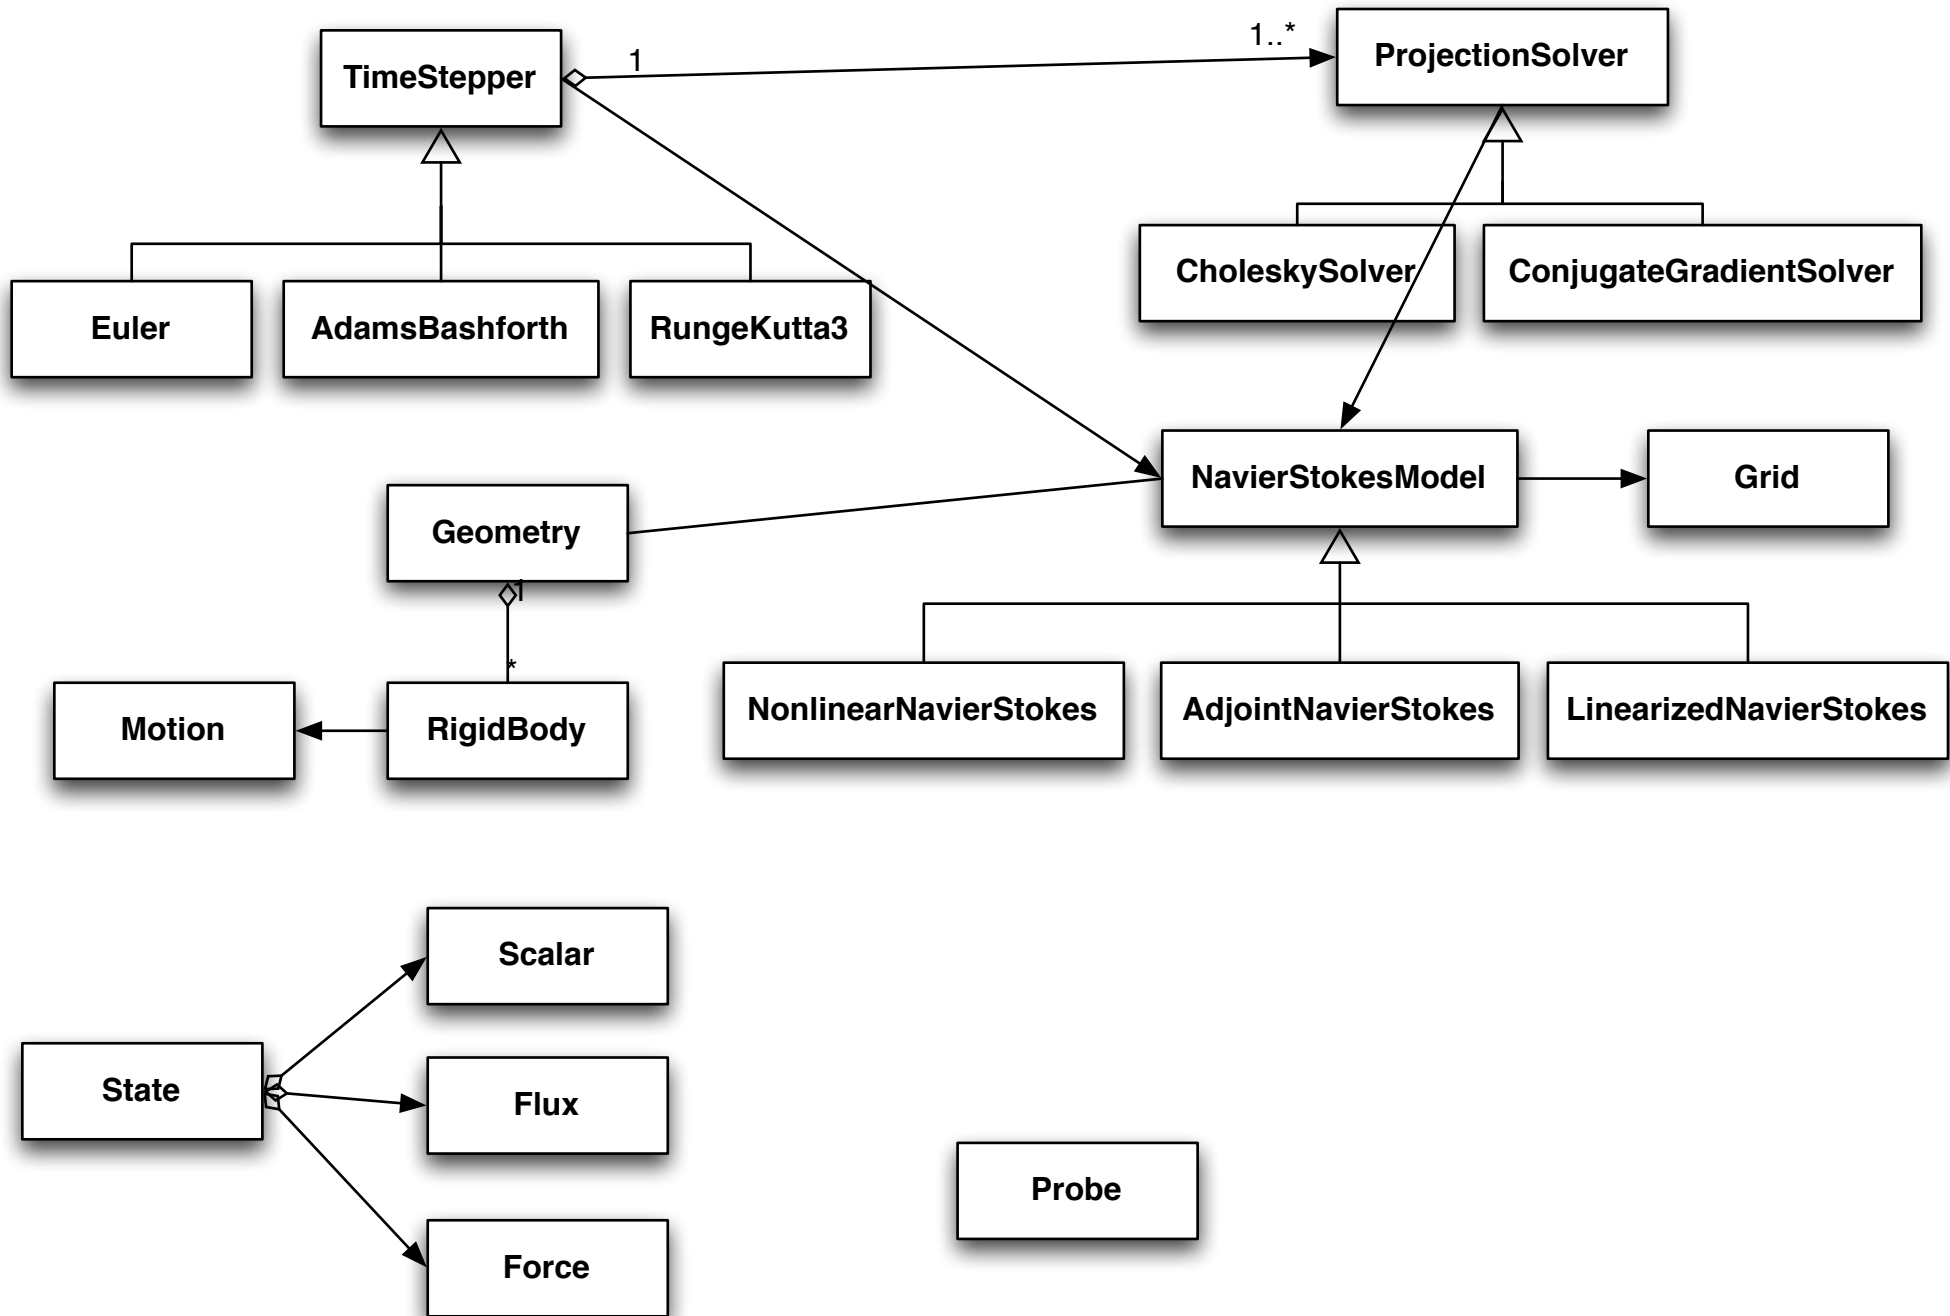 1..*
ProjectionSolver
1
TimeStepper
CholeskySolver
ConjugateGradientSolver
Euler
AdamsBashforth
RungeKutta3
NavierStokesModel
Grid
Geometry
1
*
NonlinearNavierStokes
AdjointNavierStokes
LinearizedNavierStokes
Motion
RigidBody
Scalar
State
Flux
Probe
Force